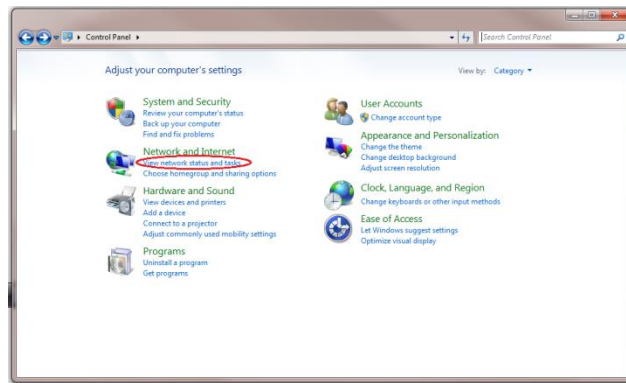 Control Panel
Search Control Panel
Adjust your computer's settings
View by: Category
System and Security
Review your computer's status
Back up your computer
Find and fix problems
Network and Internet
View network status and tasks
Choose homegroup and sharing options
Hardware and Sound
View devices and printers
Add a device
Connect to a projector
Adjust commonly used mobility settings
Programs
Uninstall a program
Get programs
User Accounts
Change account type
Appearance and Personalization
Change the theme
Change desktop background
Adjust screen resolution
Clock, Language, and Region
Change keyboards or other input methods
Ease of Access
Let Windows suggest settings
Optimize visual display